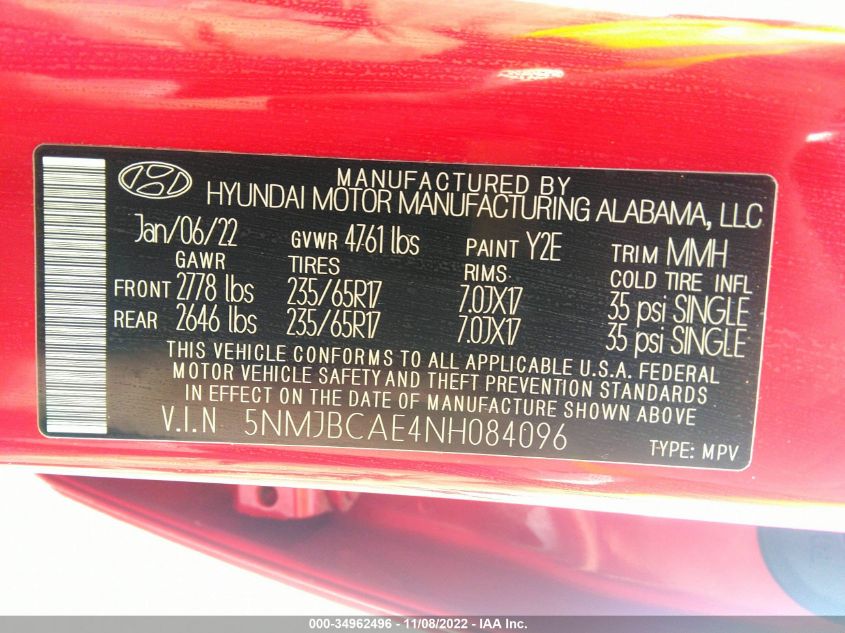 MANUFACTURED BY
HYUNDAI MOTOR MANUFACTURING ALABAMA, LLC
Jan/06/22 GVWR 4761 lbs PAINT Y2E TRIM MMH
GAWR TIRES RIMS COLD TIRE INFL
FRONT 2778 lbs 235/65R17 7.0JX17 35 psi SINGLE
REAR 2646 lbs 235/65R17 7.0JX17 35 psi SINGLE
THIS VEHICLE CONFORMS TO ALL APPLICABLE U.S.A. FEDERAL
MOTOR VEHICLE SAFETY AND THEFT PREVENTION STANDARDS
IN EFFECT ON THE DATE OF MANUFACTURE SHOWN ABOVE.
V.I.N 5NMJBCAE4NH084096 TYPE: MPV
000-34962496 - 11/08/2022 - IAA Inc.